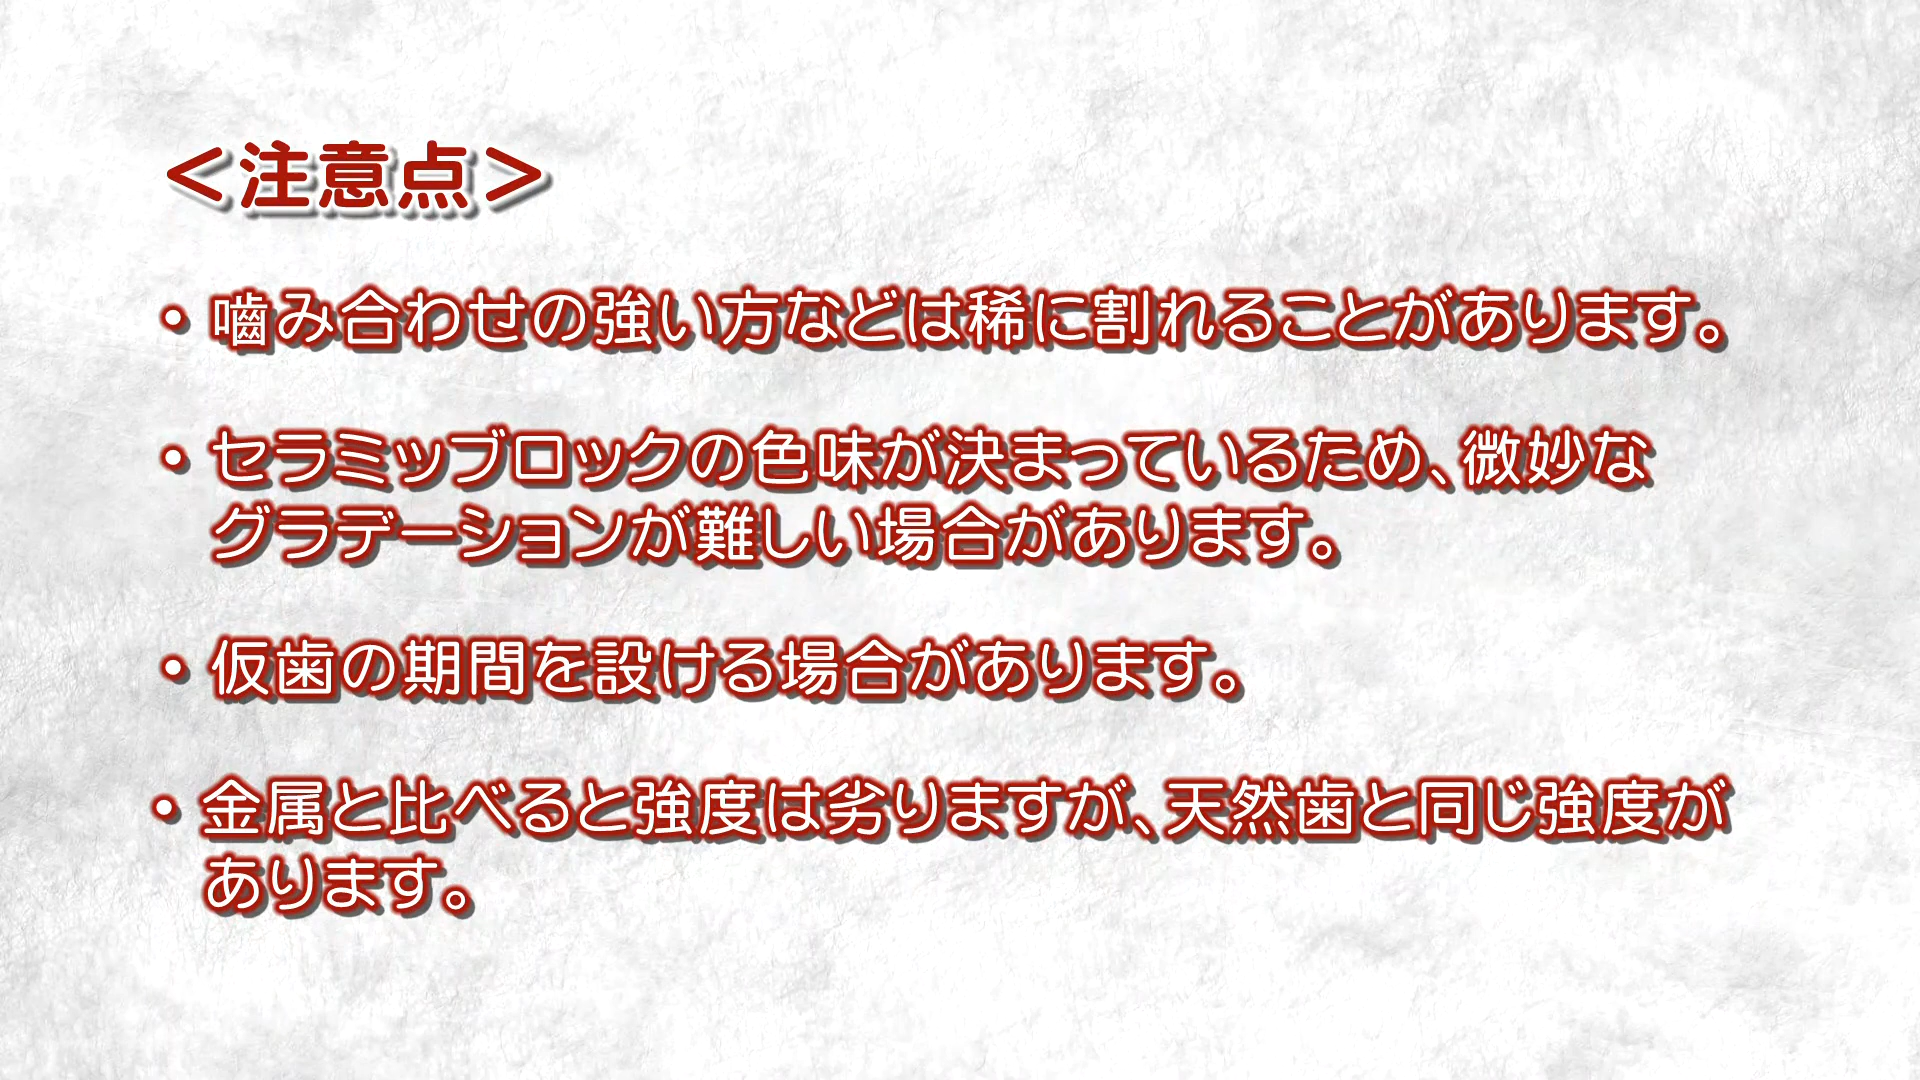 ＜注意点＞
・噛み合わせの強い方などは稀に割れることがあります。
・セラミッブロックの色味が決まっているため、微妙な
グラデーションが難しい場合があります。
・仮歯の期間を設ける場合があります。
・金属と比べると強度は劣りますが、天然歯と同じ強度が
あります。